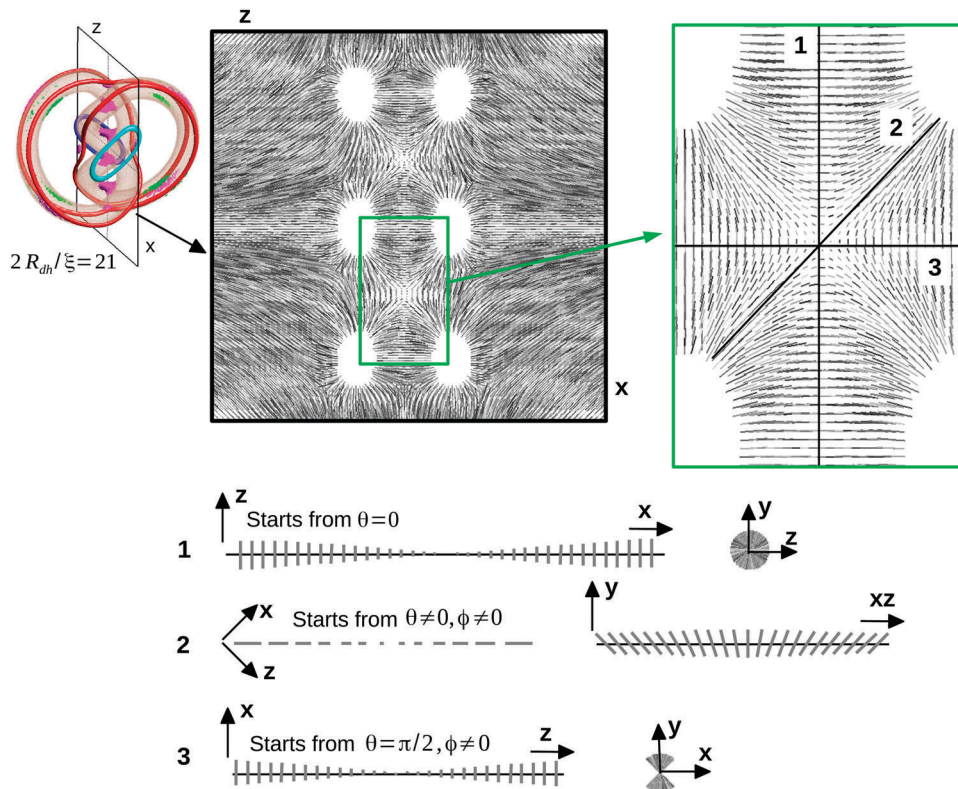 z
z
x
2 R_dh/ξ=21
x
1
2
3
z
Starts from θ=0
x
y
1
z
x
Starts from θ≠0,ϕ≠0
y
xz
2
z
x
Starts from θ=π/2,ϕ≠0
z
y
3
x